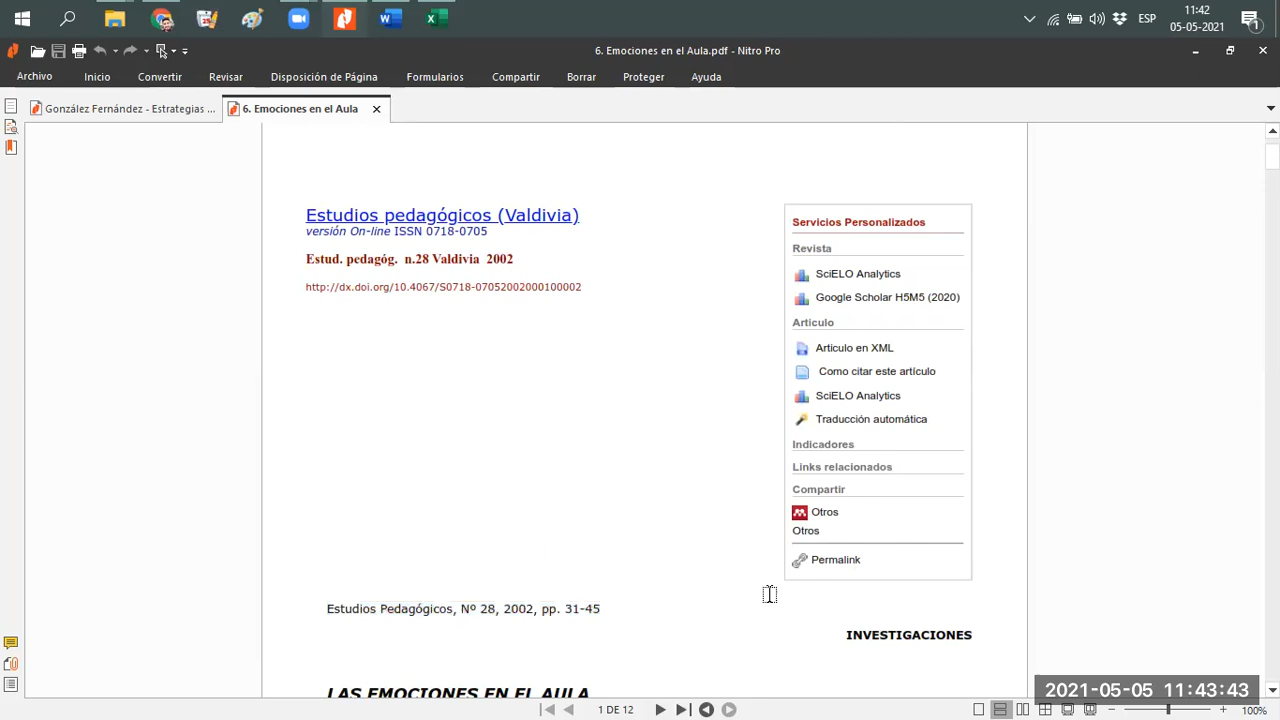 11:42
ESP
05-05-2021
1
6. Emociones en el Aula.pdf - Nitro Pro
Archivo Inicio Convertir Revisar Disposición de Página Formularios Compartir Borrar Proteger Ayuda
González Fernández - Estrategias ... 6. Emociones en el Aula
Estudios pedagógicos (Valdivia)
versión On-line ISSN 0718-0705
Estud. pedagóg. n.28 Valdivia 2002
http://dx.doi.org/10.4067/S0718-07052002000100002
Servicios Personalizados
Revista
SciELO Analytics
Google Scholar H5M5 (2020)
Articulo
Articulo en XML
Como citar este artículo
SciELO Analytics
Traducción automática
Indicadores
Links relacionados
Compartir
Otros
Otros
Permalink
Estudios Pedagógicos, Nº 28, 2002, pp. 31-45
INVESTIGACIONES
LAS EMOCIONES EN EL AULA
2021-05-05 11:43:43
1 DE 12
100%